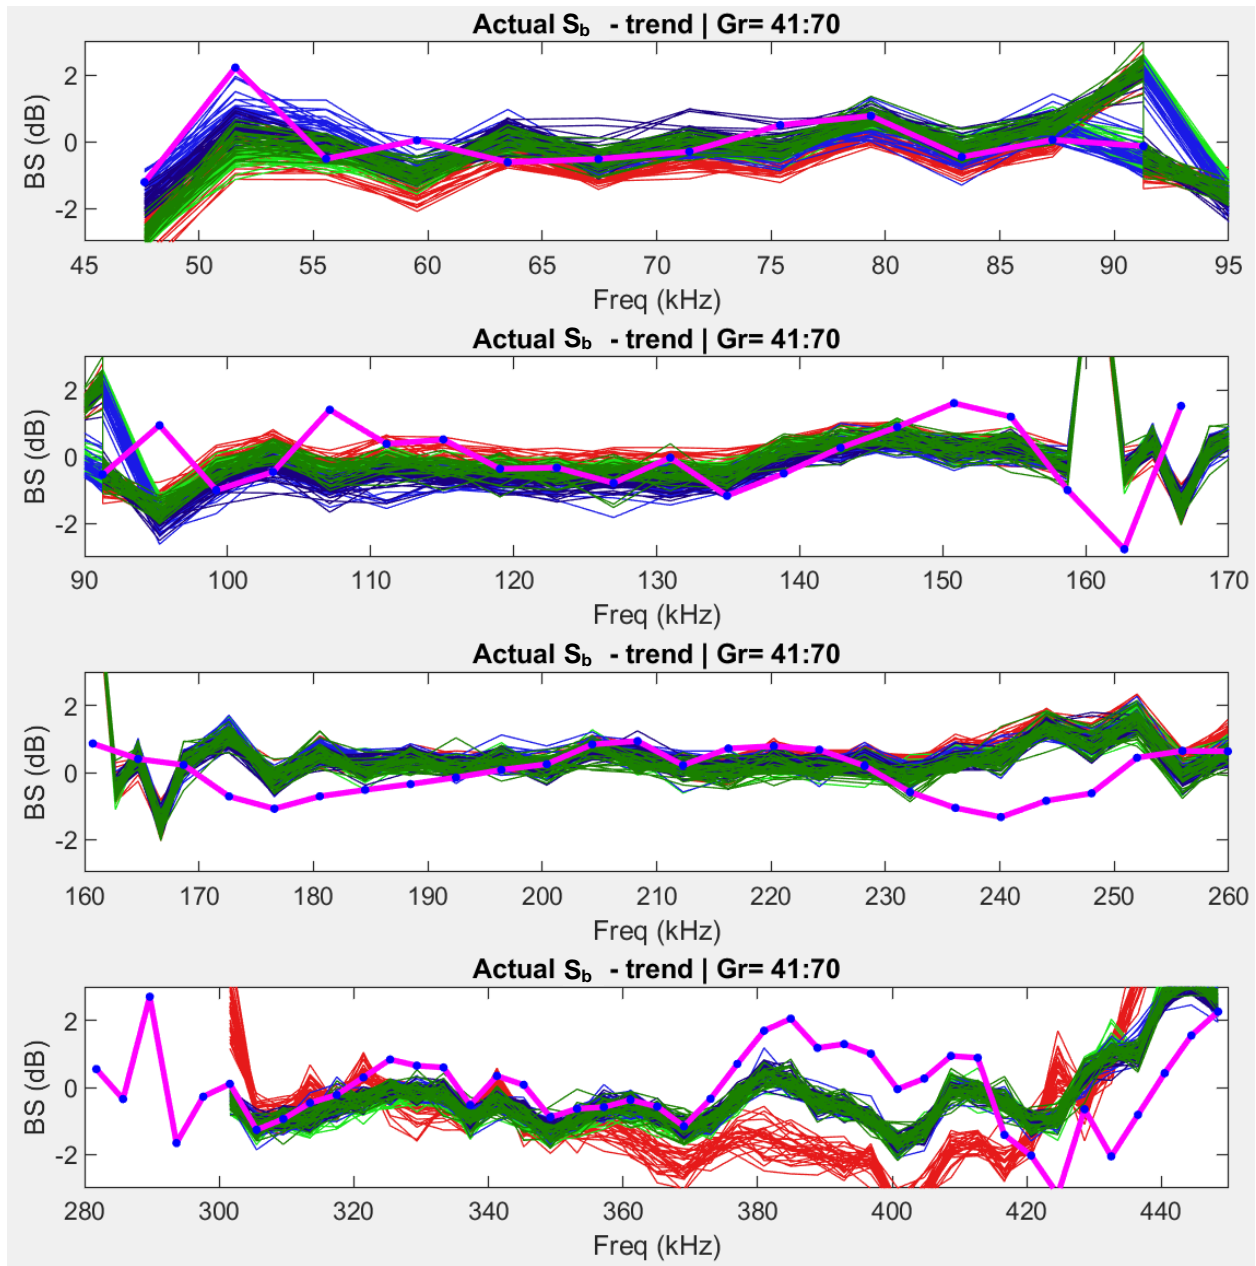 Actual Sb - trend | Gr= 41:70
2
0
-2
BS (dB)
45 50 55 60 65 70 75 80 85 90 95
Freq (kHz)
Actual Sb - trend | Gr= 41:70
2
0
-2
BS (dB)
90 100 110 120 130 140 150 160 170
Freq (kHz)
Actual Sb - trend | Gr= 41:70
2
0
-2
BS (dB)
160 170 180 190 200 210 220 230 240 250 260
Freq (kHz)
Actual Sb - trend | Gr= 41:70
2
0
-2
BS (dB)
280 300 320 340 360 380 400 420 440
Freq (kHz)